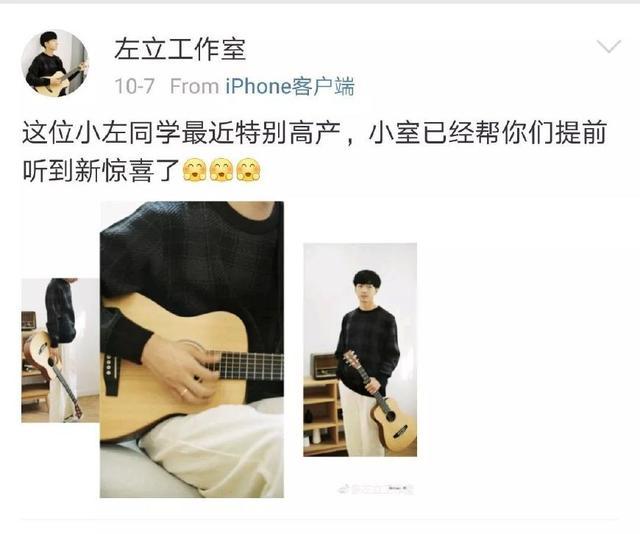 左立工作室
10-7 From iPhone客户端
这位小左同学最近特别高产，小室已经帮你们提前
听到新惊喜了🤗🤗🤗
@左立工作室